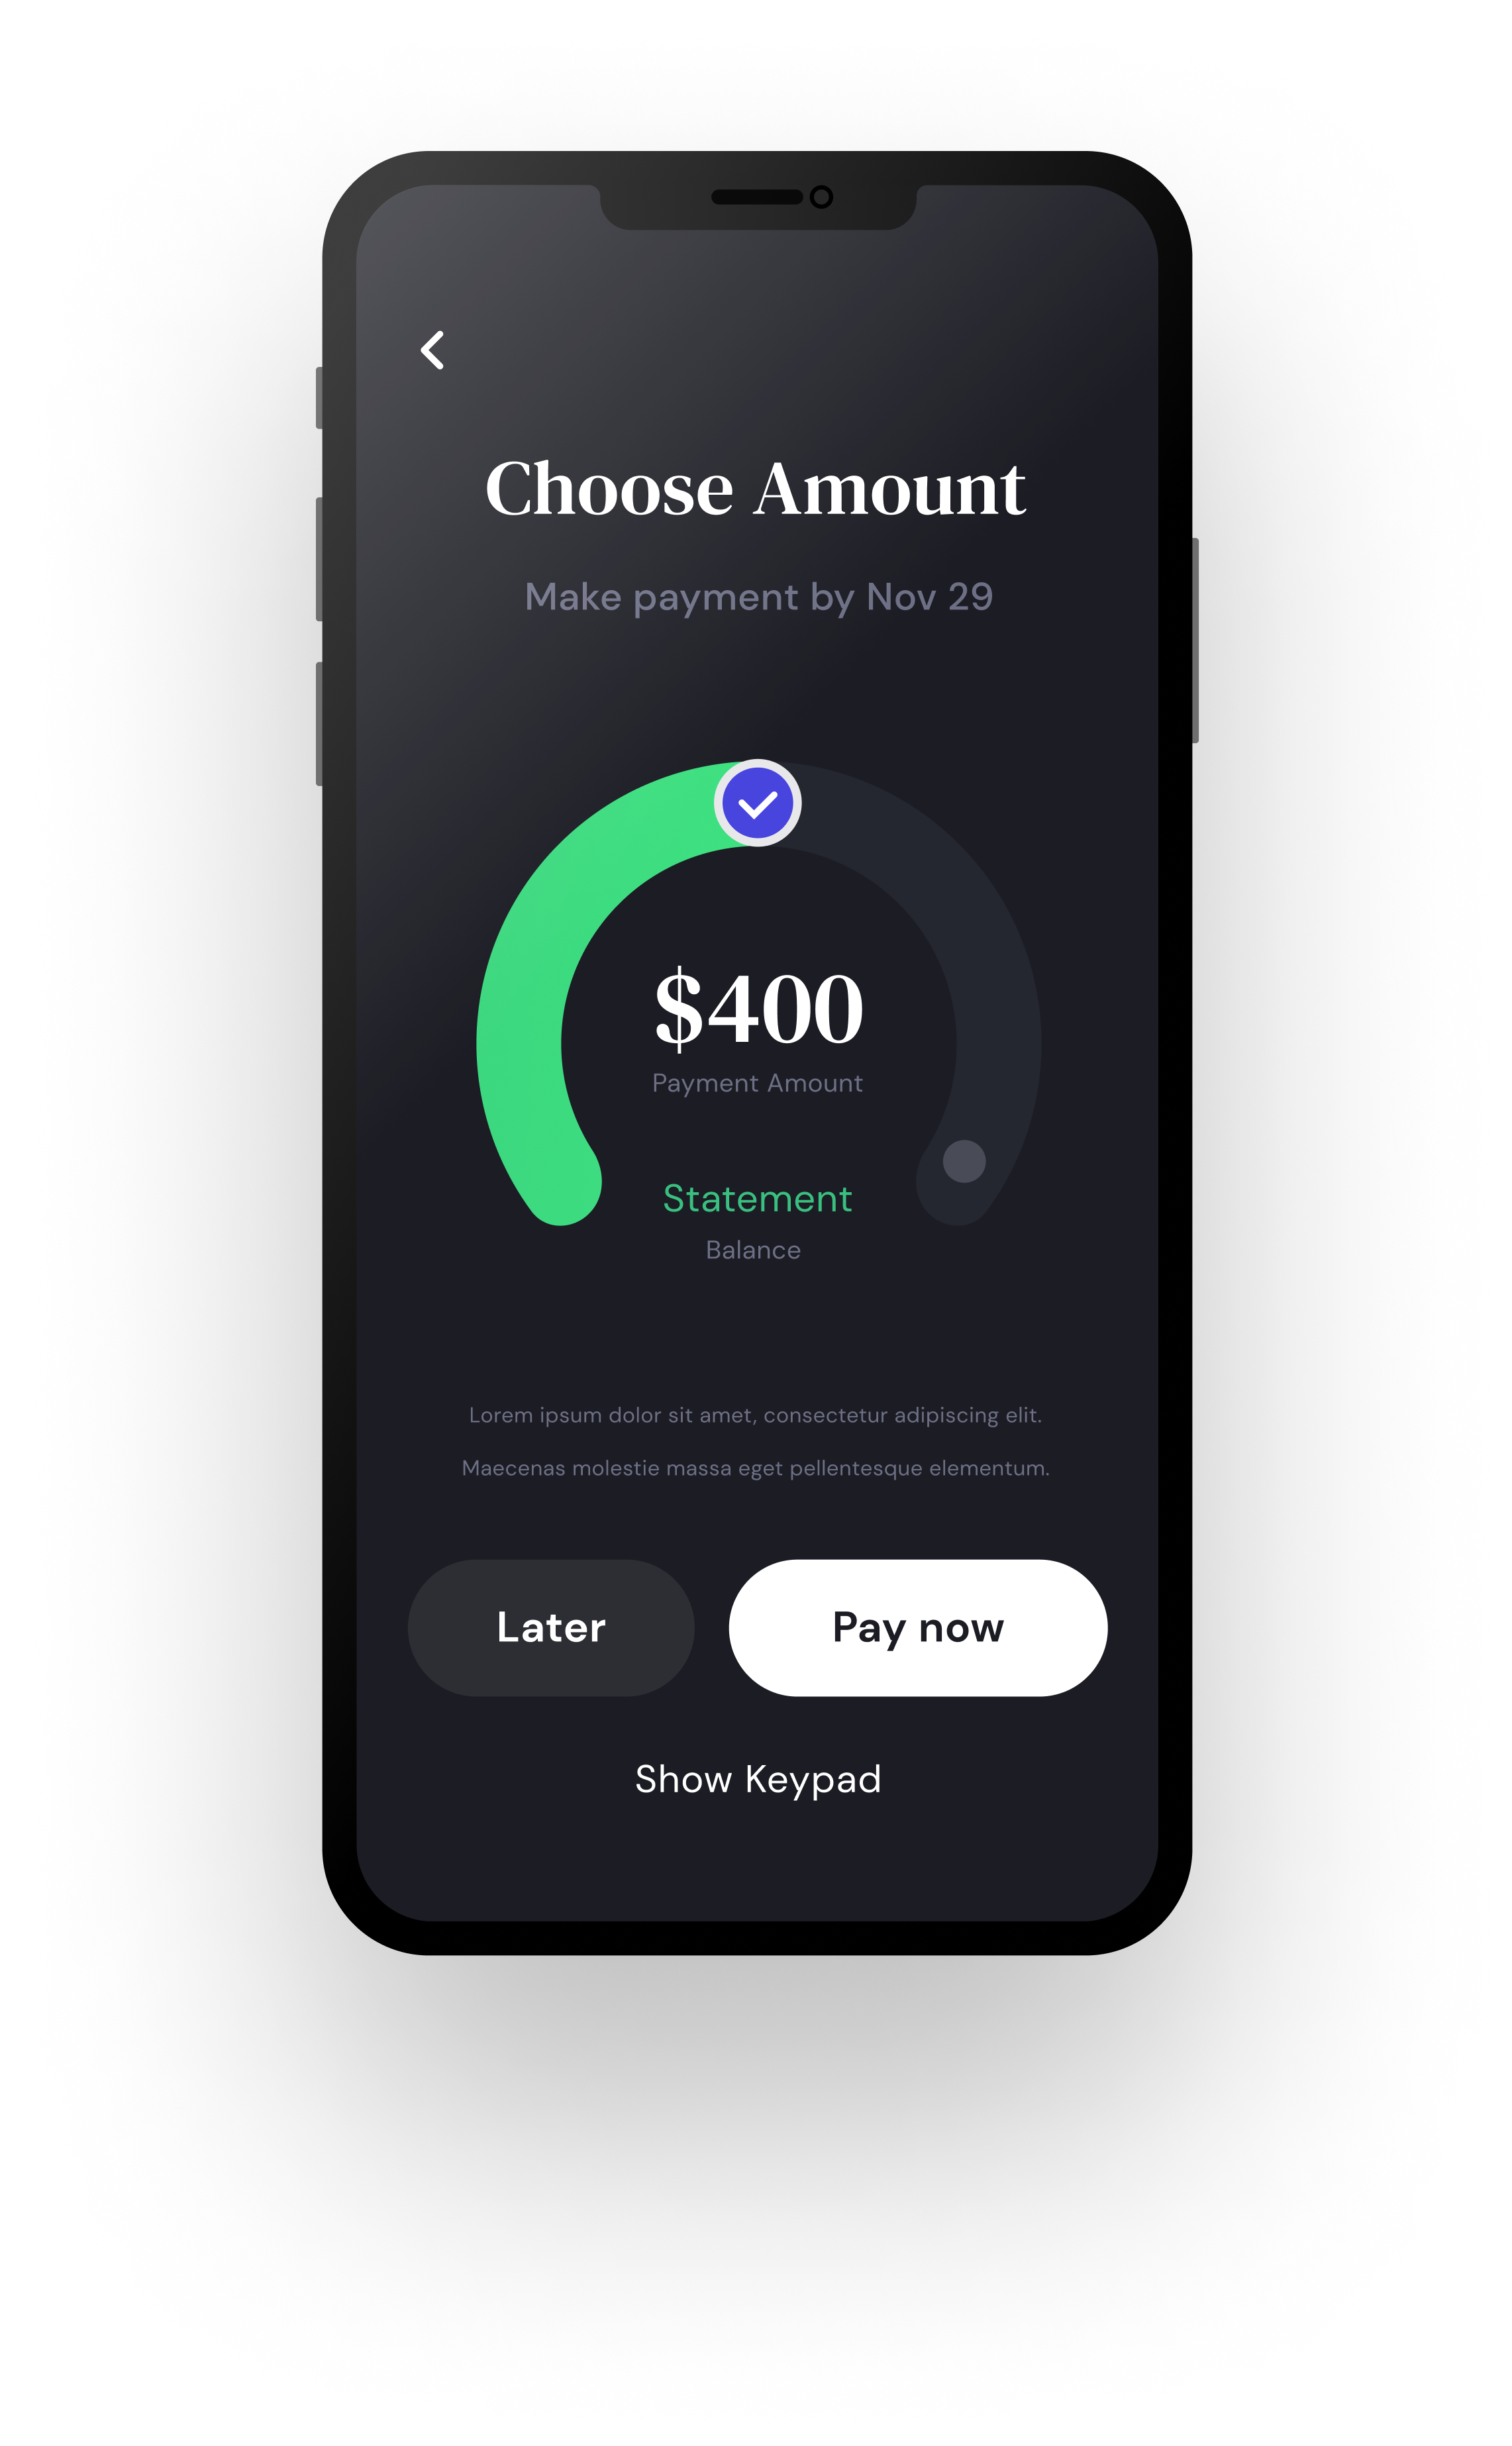 Choose Amount
Make payment by Nov 29
$400
Payment Amount
Statement
Balance
Lorem ipsum dolor sit amet, consectetur adipiscing elit.
Maecenas molestie massa eget pellentesque elementum.
Later
Pay now
Show Keypad